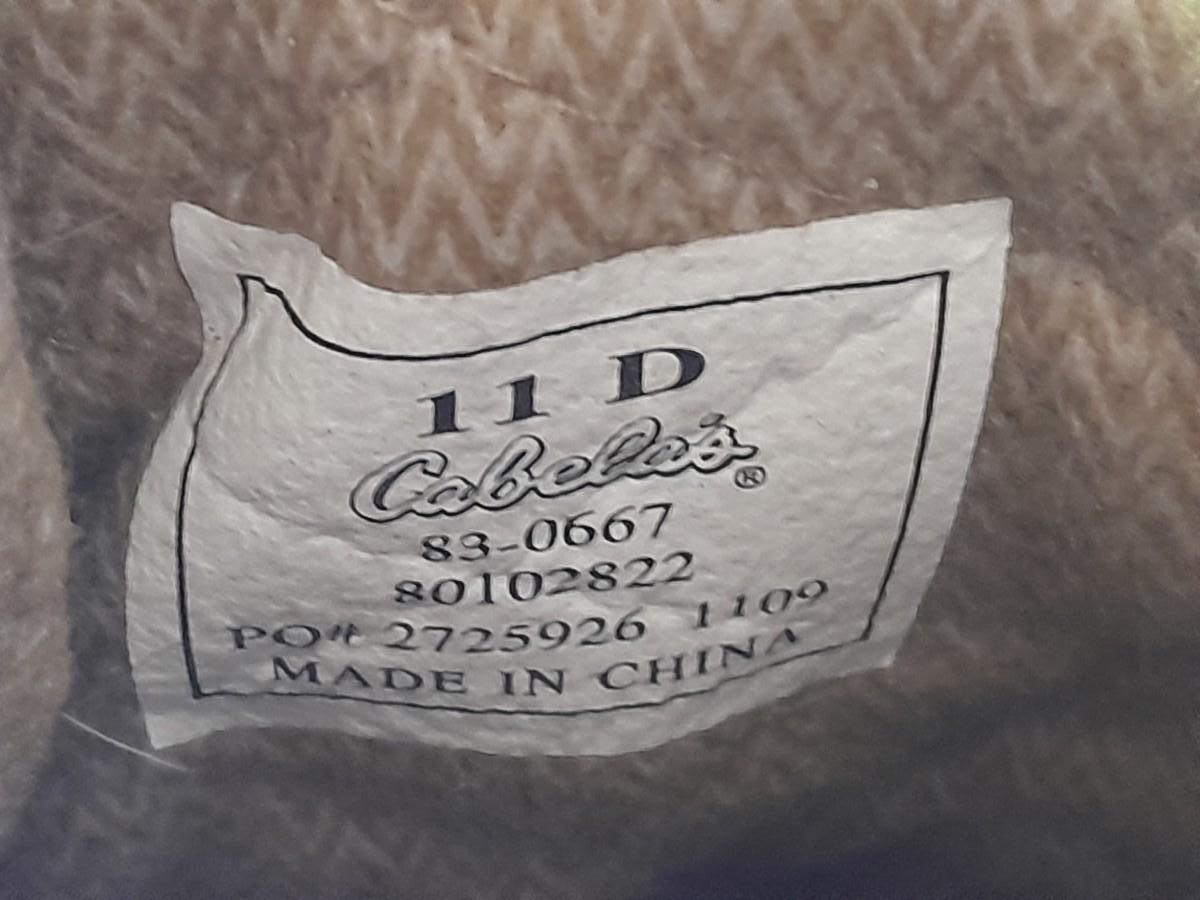 11 D
Cabela's®
83-0667
80102822
PO# 2725926 1109
MADE IN CHINA